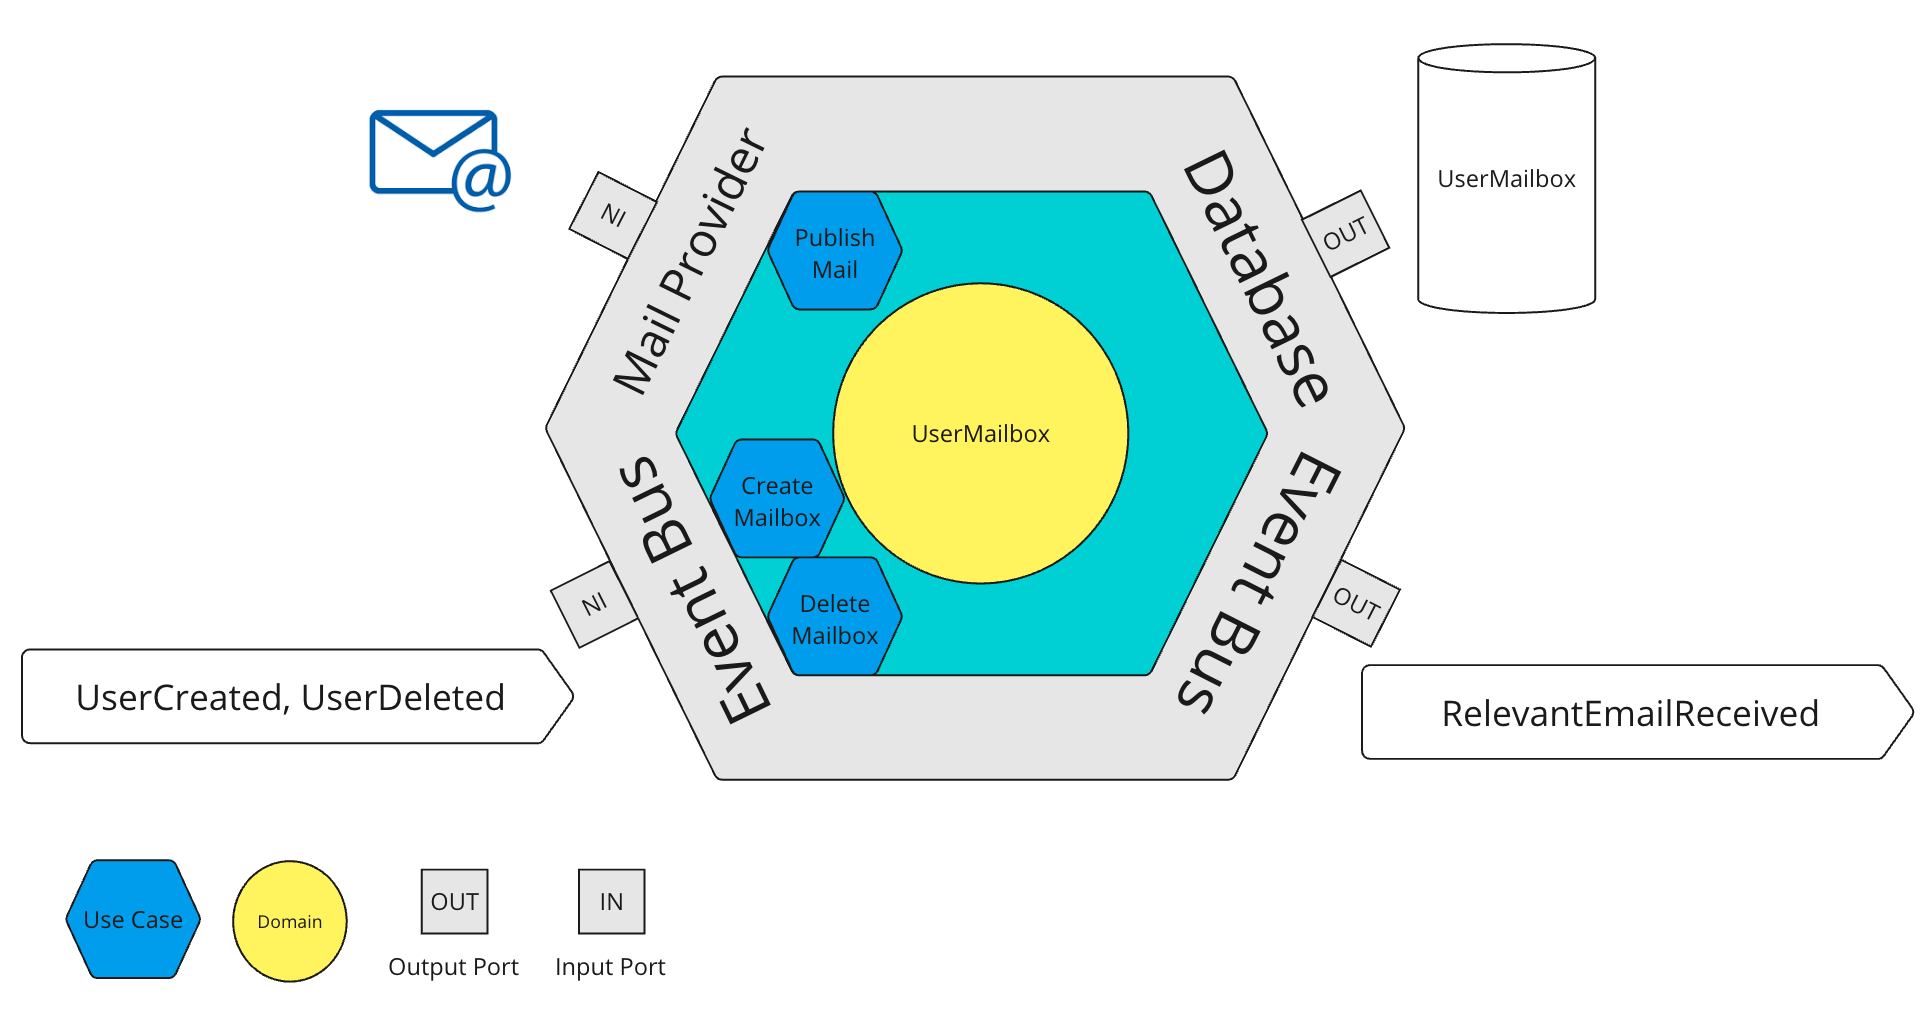 IN
Mail Provider
Database
OUT
UserMailbox
Publish
Mail
UserMailbox
Create
Mailbox
Delete
Mailbox
Event Bus
Event Bus
IN
OUT
UserCreated, UserDeleted
RelevantEmailReceived
Use Case
Domain
OUT
IN
Output Port
Input Port